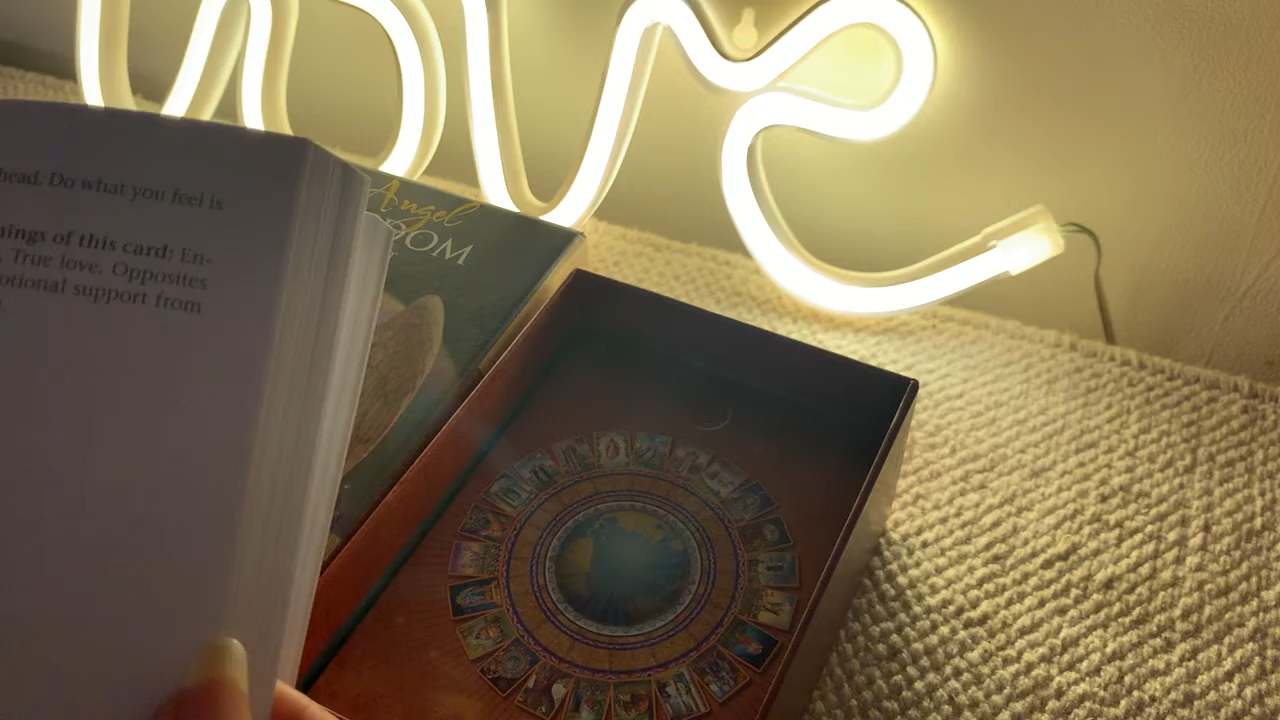 love
head. Do what you feel is
nings of this card: En-
. True love. Opposites
otional support from
Angel
DOM